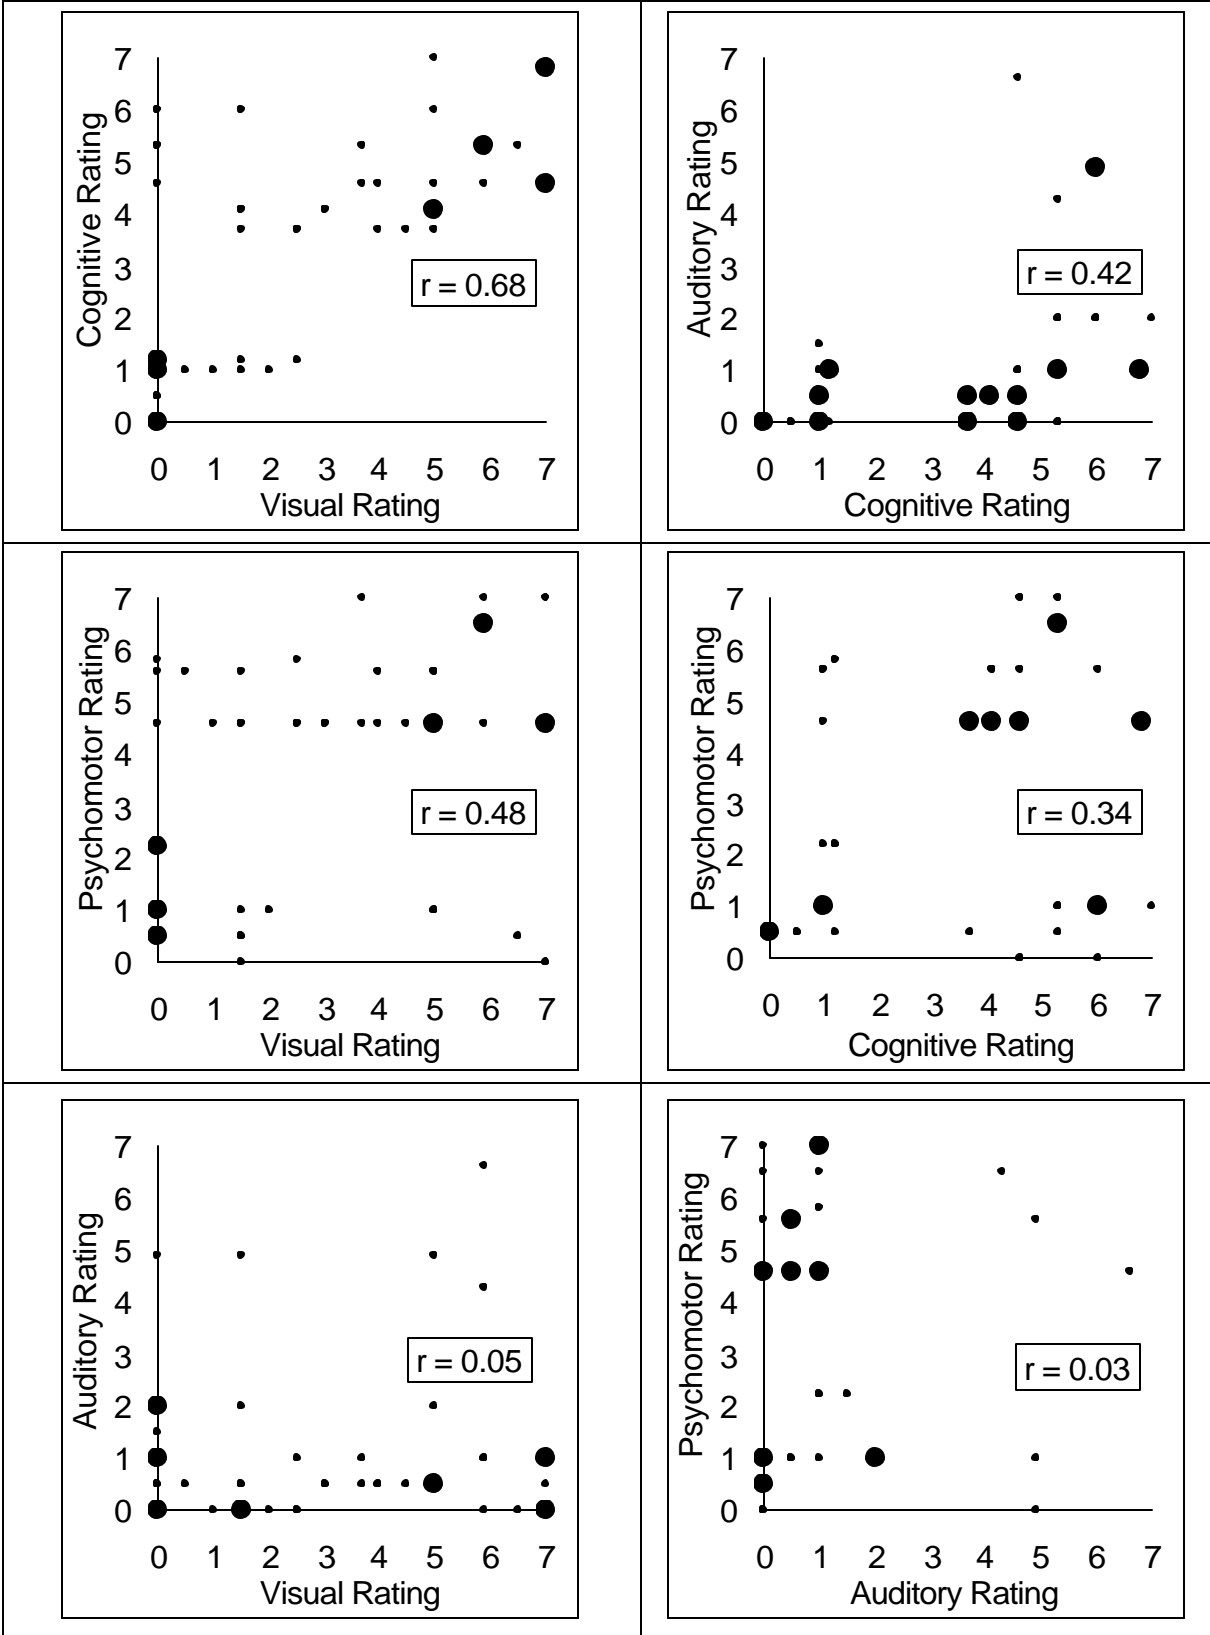 7
6
5
4
3
2
1
0
Cognitive Rating
r = 0.68
0 1 2 3 4 5 6 7
Visual Rating
7
6
5
4
3
2
1
0
Auditory Rating
r = 0.42
0 1 2 3 4 5 6 7
Cognitive Rating
7
6
5
4
3
2
1
0
Psychomotor Rating
r = 0.48
0 1 2 3 4 5 6 7
Visual Rating
7
6
5
4
3
2
1
0
Psychomotor Rating
r = 0.34
0 1 2 3 4 5 6 7
Cognitive Rating
7
6
5
4
3
2
1
0
Auditory Rating
r = 0.05
0 1 2 3 4 5 6 7
Visual Rating
7
6
5
4
3
2
1
0
Psychomotor Rating
r = 0.03
0 1 2 3 4 5 6 7
Auditory Rating